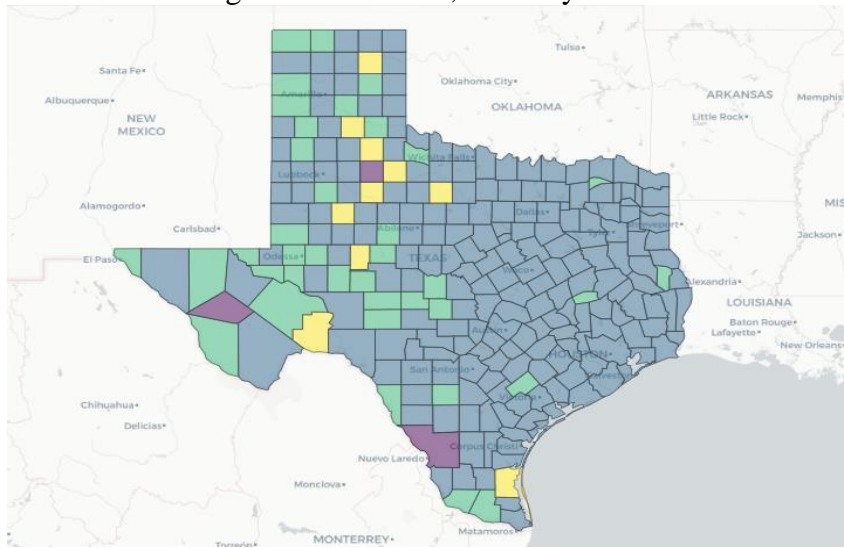 Tulsa
Santa Fe
Oklahoma City
Amarillo
ARKANSAS
Memphis
Albuquerque
OKLAHOMA
Little Rock
NEW
MEXICO
Wichita Falls
Lubbock
Alamogordo
Dallas
Shreveport
MIS
Carlsbad
Abilene
Tyler
Jackson
El Paso
Odessa
TEXAS
Waco
Alexandria
LOUISIANA
Baton Rouge
Austin
Lafayette
HOUSTON
New Orleans
San Antonio
Galveston
Chihuahua
Victoria
Delicias
Nuevo Laredo
Corpus Christi
Monclova
Matamoros
MONTERREY
Torreón